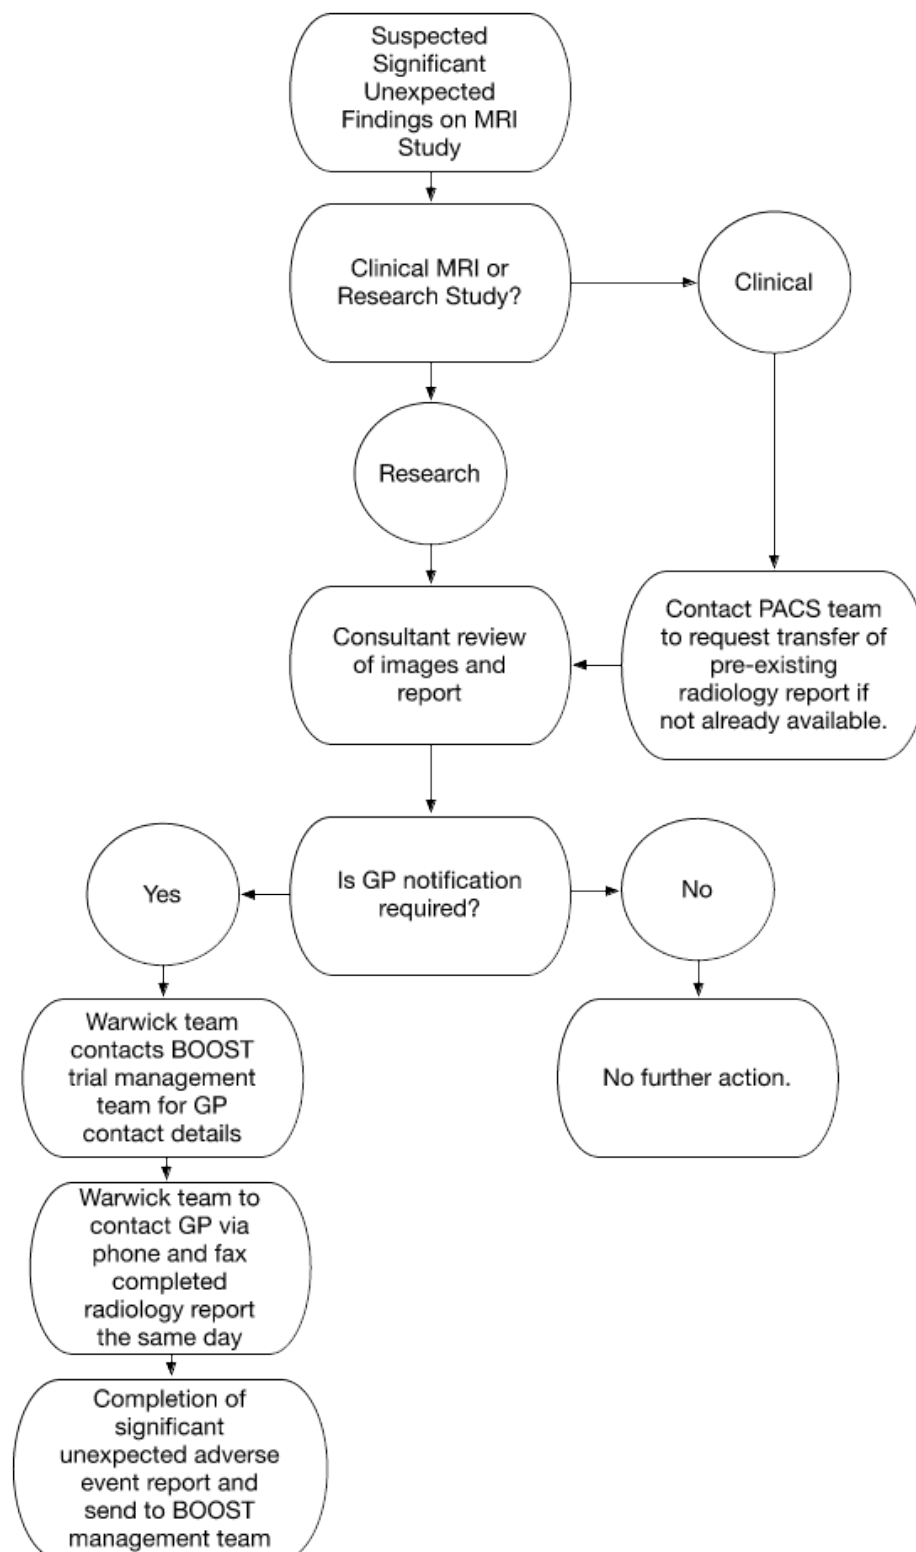 Suspected
Significant
Unexpected
Findings on MRI
Study
Clinical MRI or
Research Study?
Clinical
Research
Consultant review
of images and
report
Contact PACS team
to request transfer of
pre-existing
radiology report if
not already available.
Is GP notification
required?
Yes
No
Warwick team
contacts BOOST
trial management
team for GP
contact details
No further action.
Warwick team to
contact GP via
phone and fax
completed
radiology report
the same day
Completion of
significant
unexpected adverse
event report and
send to BOOST
management team